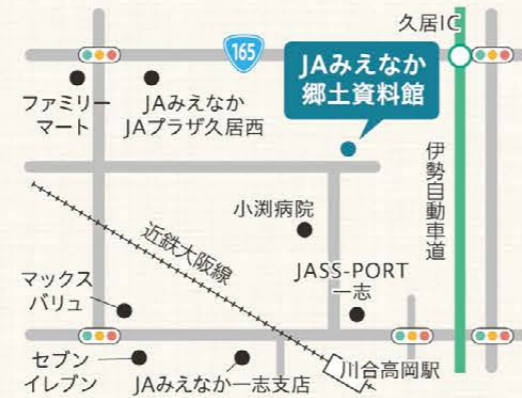 久居IC
165
JAみえなか
郷土資料館
ファミリー
マート
JAみえなか
JAプラザ久居西
伊勢自動車道
小渕病院
近鉄大阪線
JASS-PORT
一志
マックス
バリュ
セブン
イレブン
JAみえなか一志支店
川合高岡駅